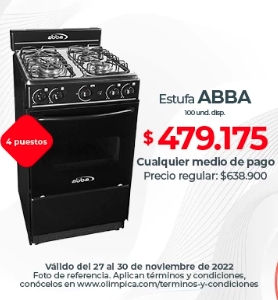 abba
Estufa ABBA
100 und. disp.
4 puestos
$ 479.175
Cualquier medio de pago
Precio regular: $638.900
abba
Válido del 27 al 30 de noviembre de 2022
Foto de referencia. Aplican términos y condiciones,
conócelos en www.olimpica.com/terminos-y-condiciones